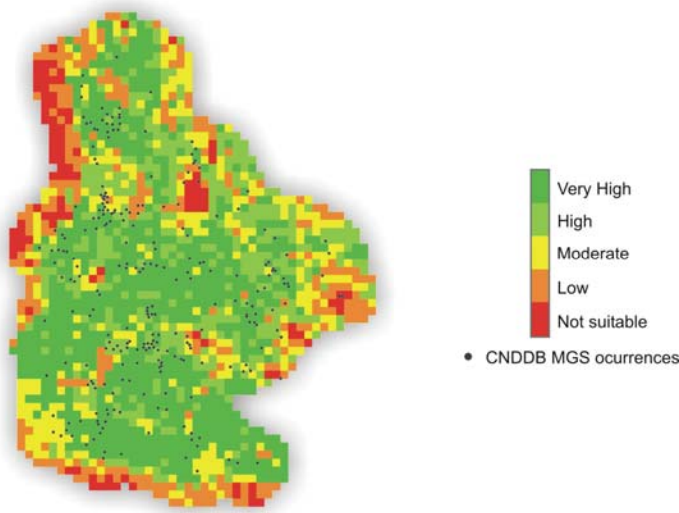 Very High
High
Moderate
Low
Not suitable
CNDDB MGS ocurrences